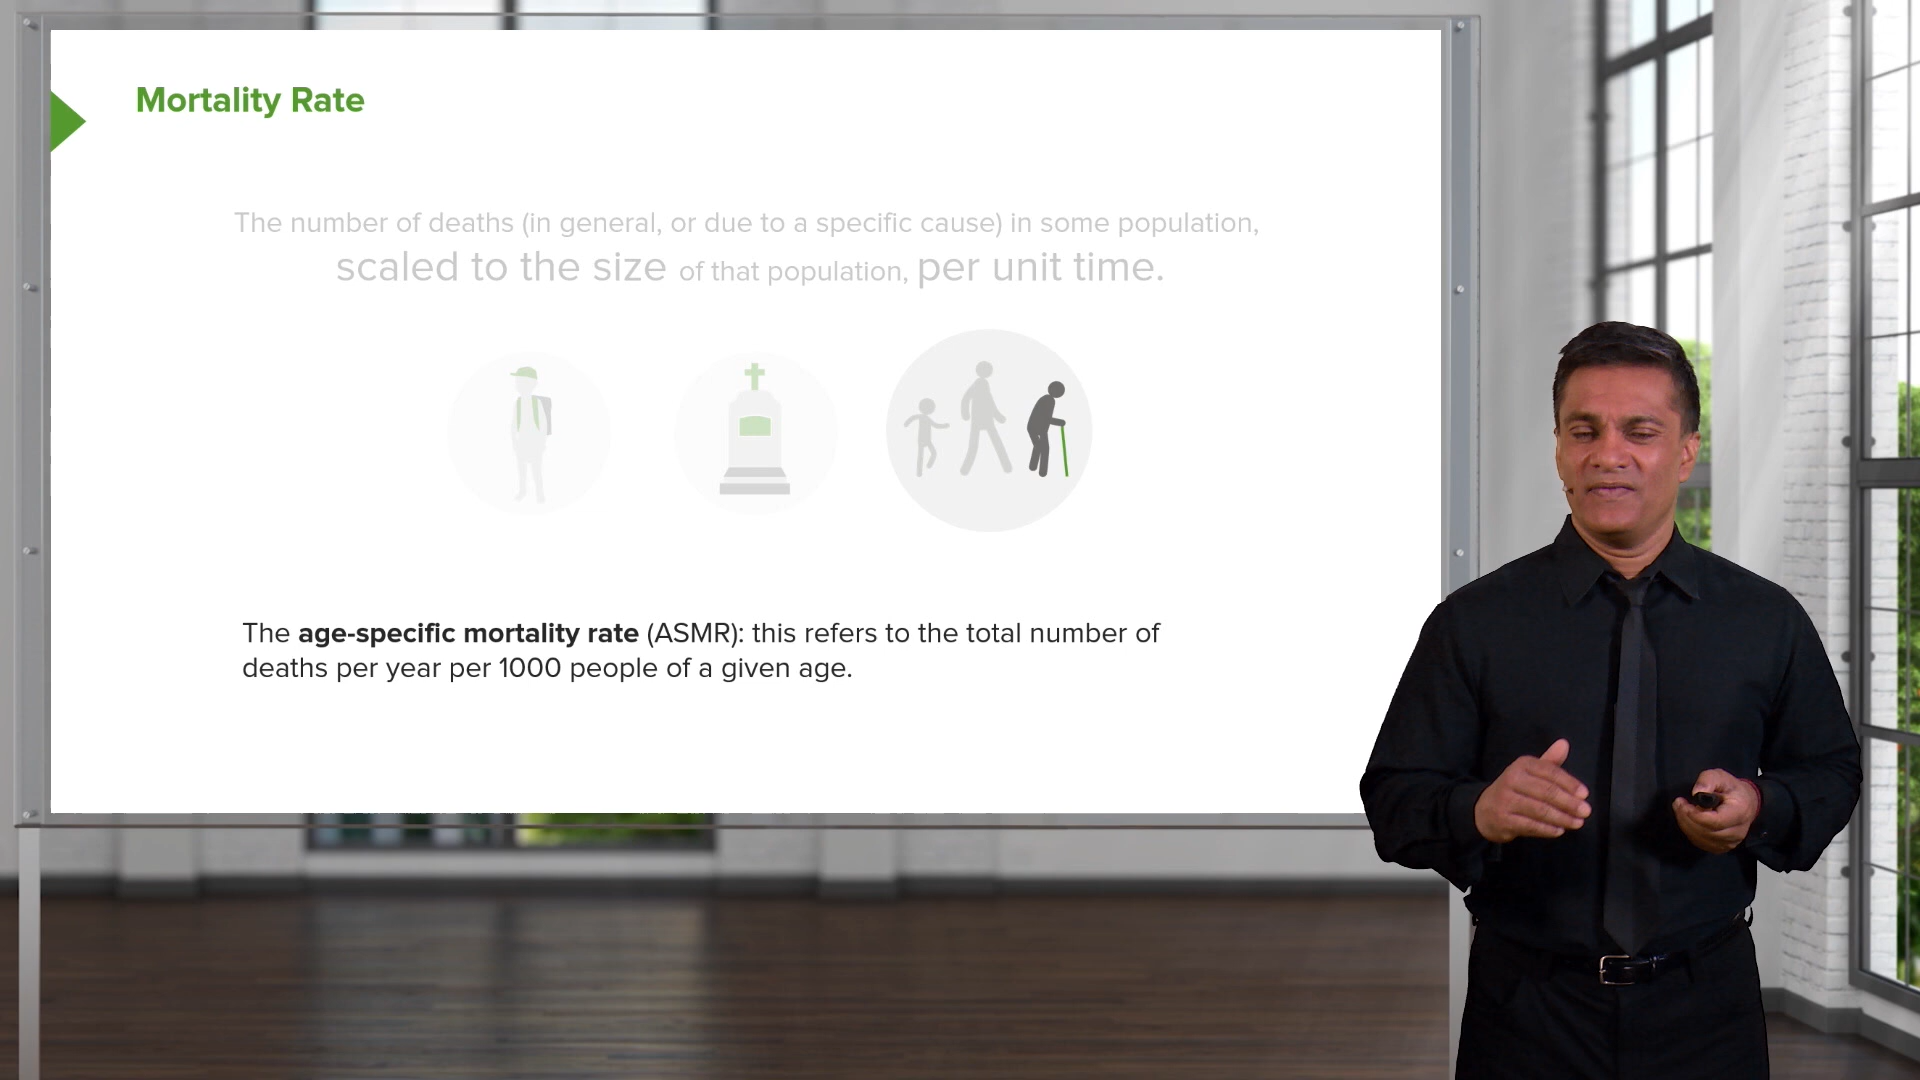 Mortality Rate
The number of deaths (in general, or due to a specific cause) in some population,
scaled to the size of that population, per unit time.
The age-specific mortality rate (ASMR): this refers to the total number of
deaths per year per 1000 people of a given age.